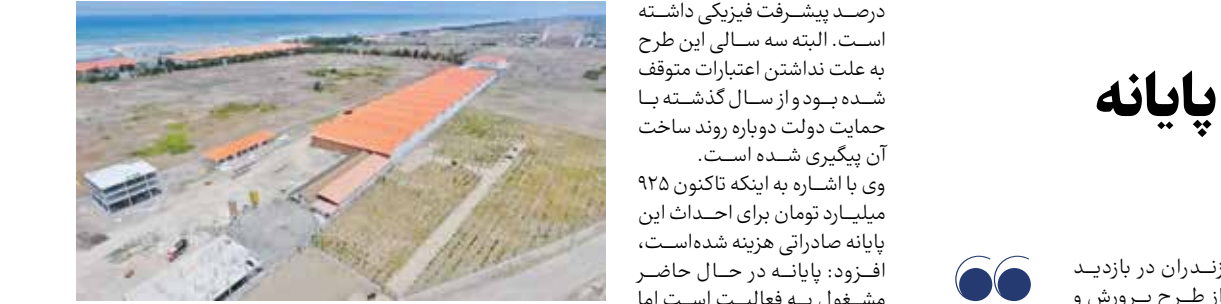 پایانه
زندران در بازدید
از طرح پرورش و
درصد پیشرفت فیزیکی داشته
است. البته سه سالی این طرح
به علت نداشتن اعتبارات متوقف
شده بود و از سال گذشته با
حمایت دولت دوباره روند ساخت
آن پیگیری شده است.
وی با اشاره به اینکه تاکنون ۹۲۵
میلیارد تومان برای احداث این
پایانه صادراتی هزینه شده‌است،
افزود: پایانه در حال حاضر
مشغول به فعالیت است اما